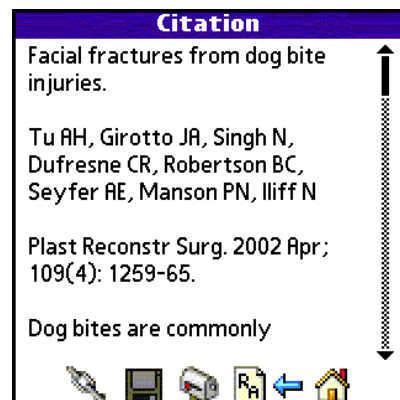 Citation
Facial fractures from dog bite
injuries.
Tu AH, Girotto JA, Singh N,
Dufresne CR, Robertson BC,
Seyfer AE, Manson PN, Iliff N
Plast Reconstr Surg. 2002 Apr;
109(4): 1259-65.
Dog bites are commonly
RA